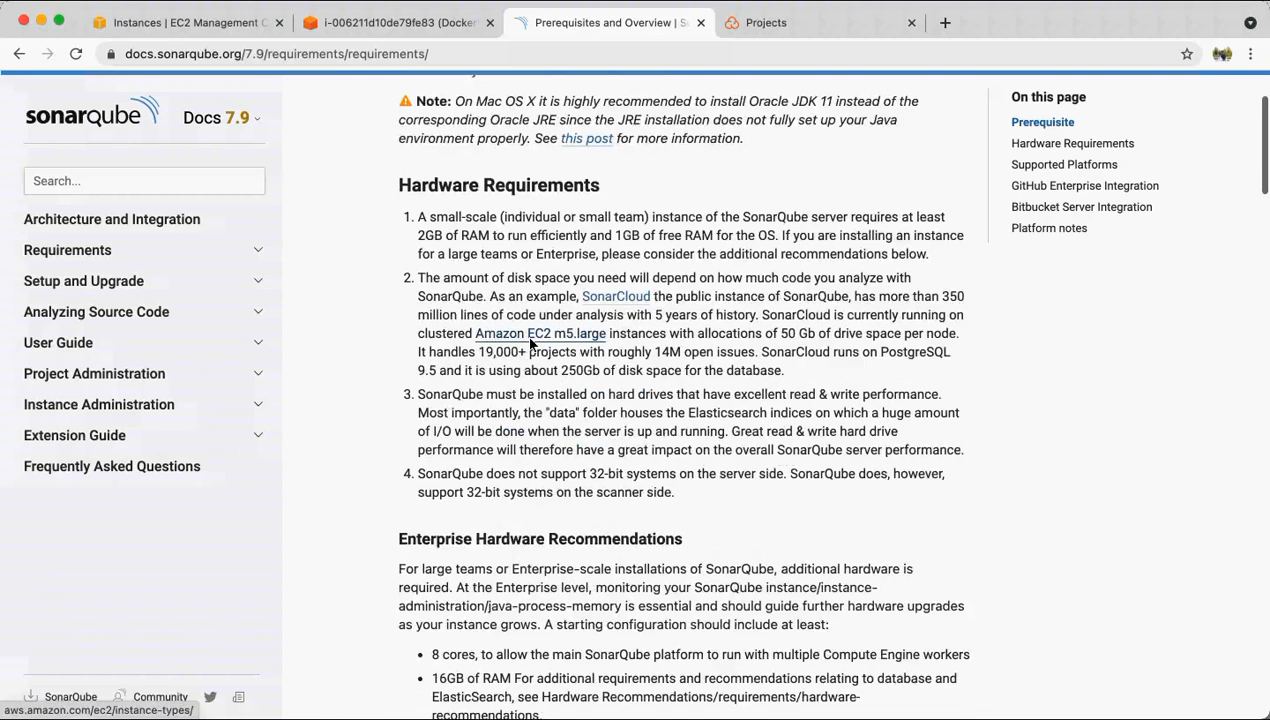 Instances | EC2 Management C
i-006211d10de79fe83 (Docker
Prerequisites and Overview | S
Projects
docs.sonarqube.org/7.9/requirements/requirements/
sonarqube
Docs 7.9
Search...
Architecture and Integration
Requirements
Setup and Upgrade
Analyzing Source Code
User Guide
Project Administration
Instance Administration
Extension Guide
Frequently Asked Questions
SonarQube
Community
aws.amazon.com/ec2/instance-types/
Note: On Mac OS X it is highly recommended to install Oracle JDK 11 instead of the
corresponding Oracle JRE since the JRE installation does not fully set up your Java
environment properly. See this post for more information.
Hardware Requirements
1. A small-scale (individual or small team) instance of the SonarQube server requires at least
2GB of RAM to run efficiently and 1GB of free RAM for the OS. If you are installing an instance
for a large teams or Enterprise, please consider the additional recommendations below.
2. The amount of disk space you need will depend on how much code you analyze with
SonarQube. As an example, SonarCloud the public instance of SonarQube, has more than 350
million lines of code under analysis with 5 years of history. SonarCloud is currently running on
clustered Amazon EC2 m5.large instances with allocations of 50 Gb of drive space per node.
It handles 19,000+ projects with roughly 14M open issues. SonarCloud runs on PostgreSQL
9.5 and it is using about 250Gb of disk space for the database.
3. SonarQube must be installed on hard drives that have excellent read & write performance.
Most importantly, the "data" folder houses the Elasticsearch indices on which a huge amount
of I/O will be done when the server is up and running. Great read & write hard drive
performance will therefore have a great impact on the overall SonarQube server performance.
4. SonarQube does not support 32-bit systems on the server side. SonarQube does, however,
support 32-bit systems on the scanner side.
Enterprise Hardware Recommendations
For large teams or Enterprise-scale installations of SonarQube, additional hardware is
required. At the Enterprise level, monitoring your SonarQube instance/instance-
administration/java-process-memory is essential and should guide further hardware upgrades
as your instance grows. A starting configuration should include at least:
• 8 cores, to allow the main SonarQube platform to run with multiple Compute Engine workers
• 16GB of RAM For additional requirements and recommendations relating to database and
ElasticSearch, see Hardware Recommendations/requirements/hardware-
recommendations.
On this page
Prerequisite
Hardware Requirements
Supported Platforms
GitHub Enterprise Integration
Bitbucket Server Integration
Platform notes